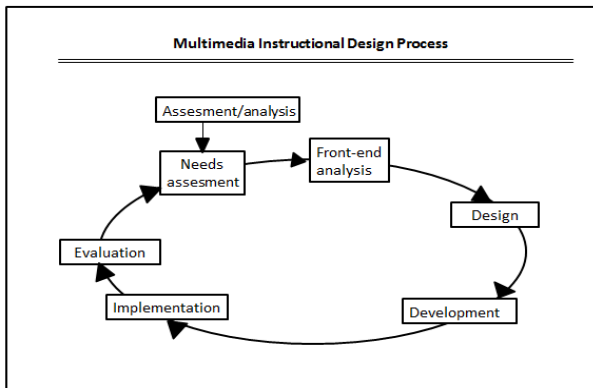 Multimedia Instructional Design Process
Assesment/analysis
Needs
assesment
Front-end
analysis
Design
Development
Implementation
Evaluation